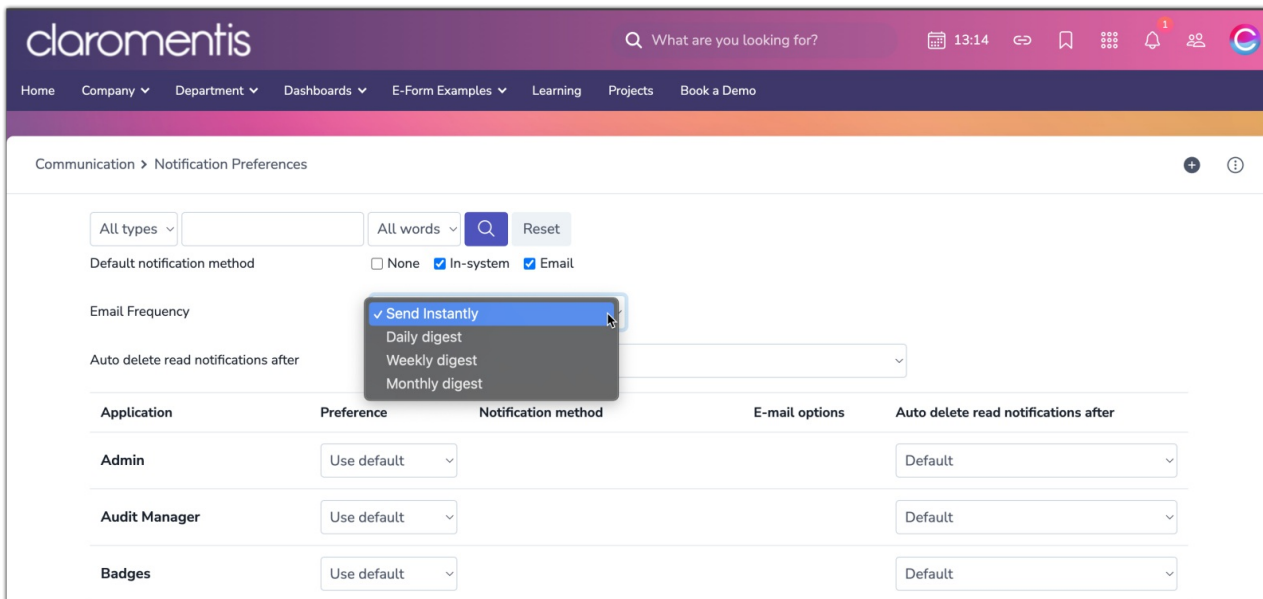 claromentis
What are you looking for?
13:14
1
Home Company Department Dashboards E-Form Examples Learning Projects Book a Demo
Communication > Notification Preferences
All types All words Reset
Default notification method None In-system Email
Email Frequency
✓ Send Instantly
Daily digest
Weekly digest
Monthly digest
Auto delete read notifications after
Application Preference Notification method E-mail options Auto delete read notifications after
Admin Use default Default
Audit Manager Use default Default
Badges Use default Default